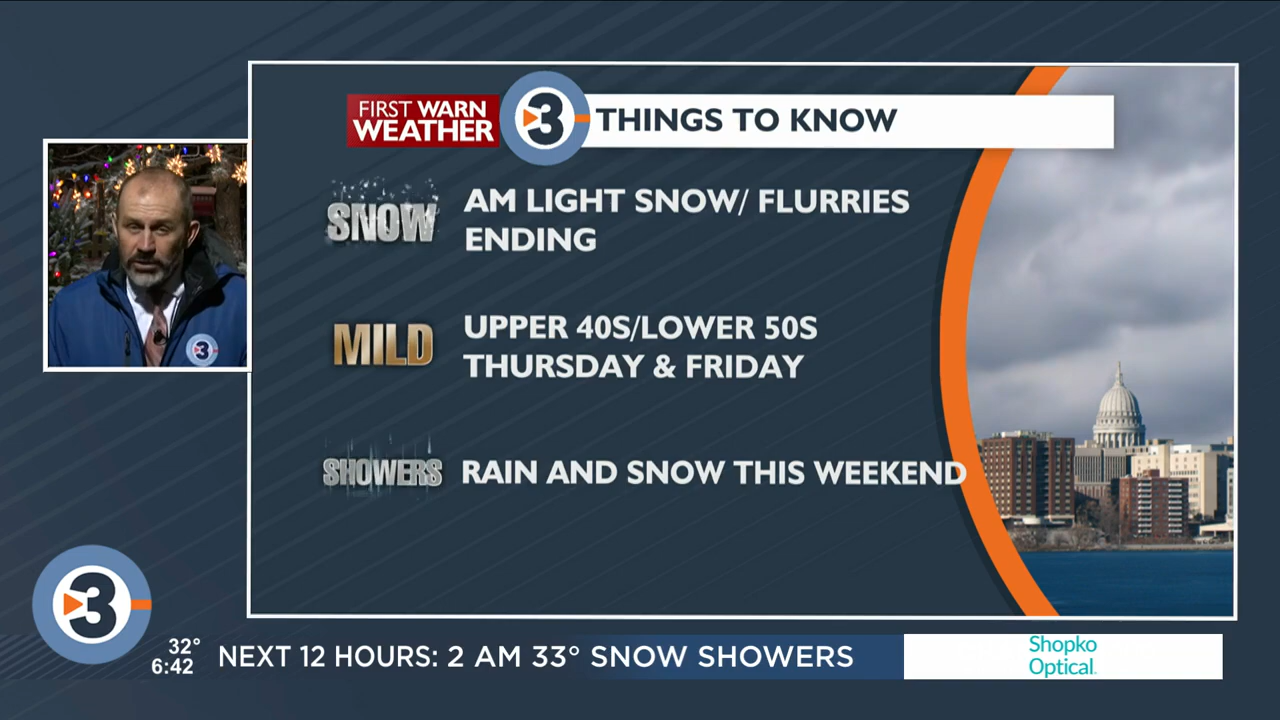 FIRST WARN
WEATHER
3 THINGS TO KNOW
SNOW
AM LIGHT SNOW/ FLURRIES
ENDING
MILD
UPPER 40S/LOWER 50S
THURSDAY & FRIDAY
SHOWERS
RAIN AND SNOW THIS WEEKEND
3
3
32°
6:42
NEXT 12 HOURS: 2 AM 33° SNOW SHOWERS
Shopko
Optical.